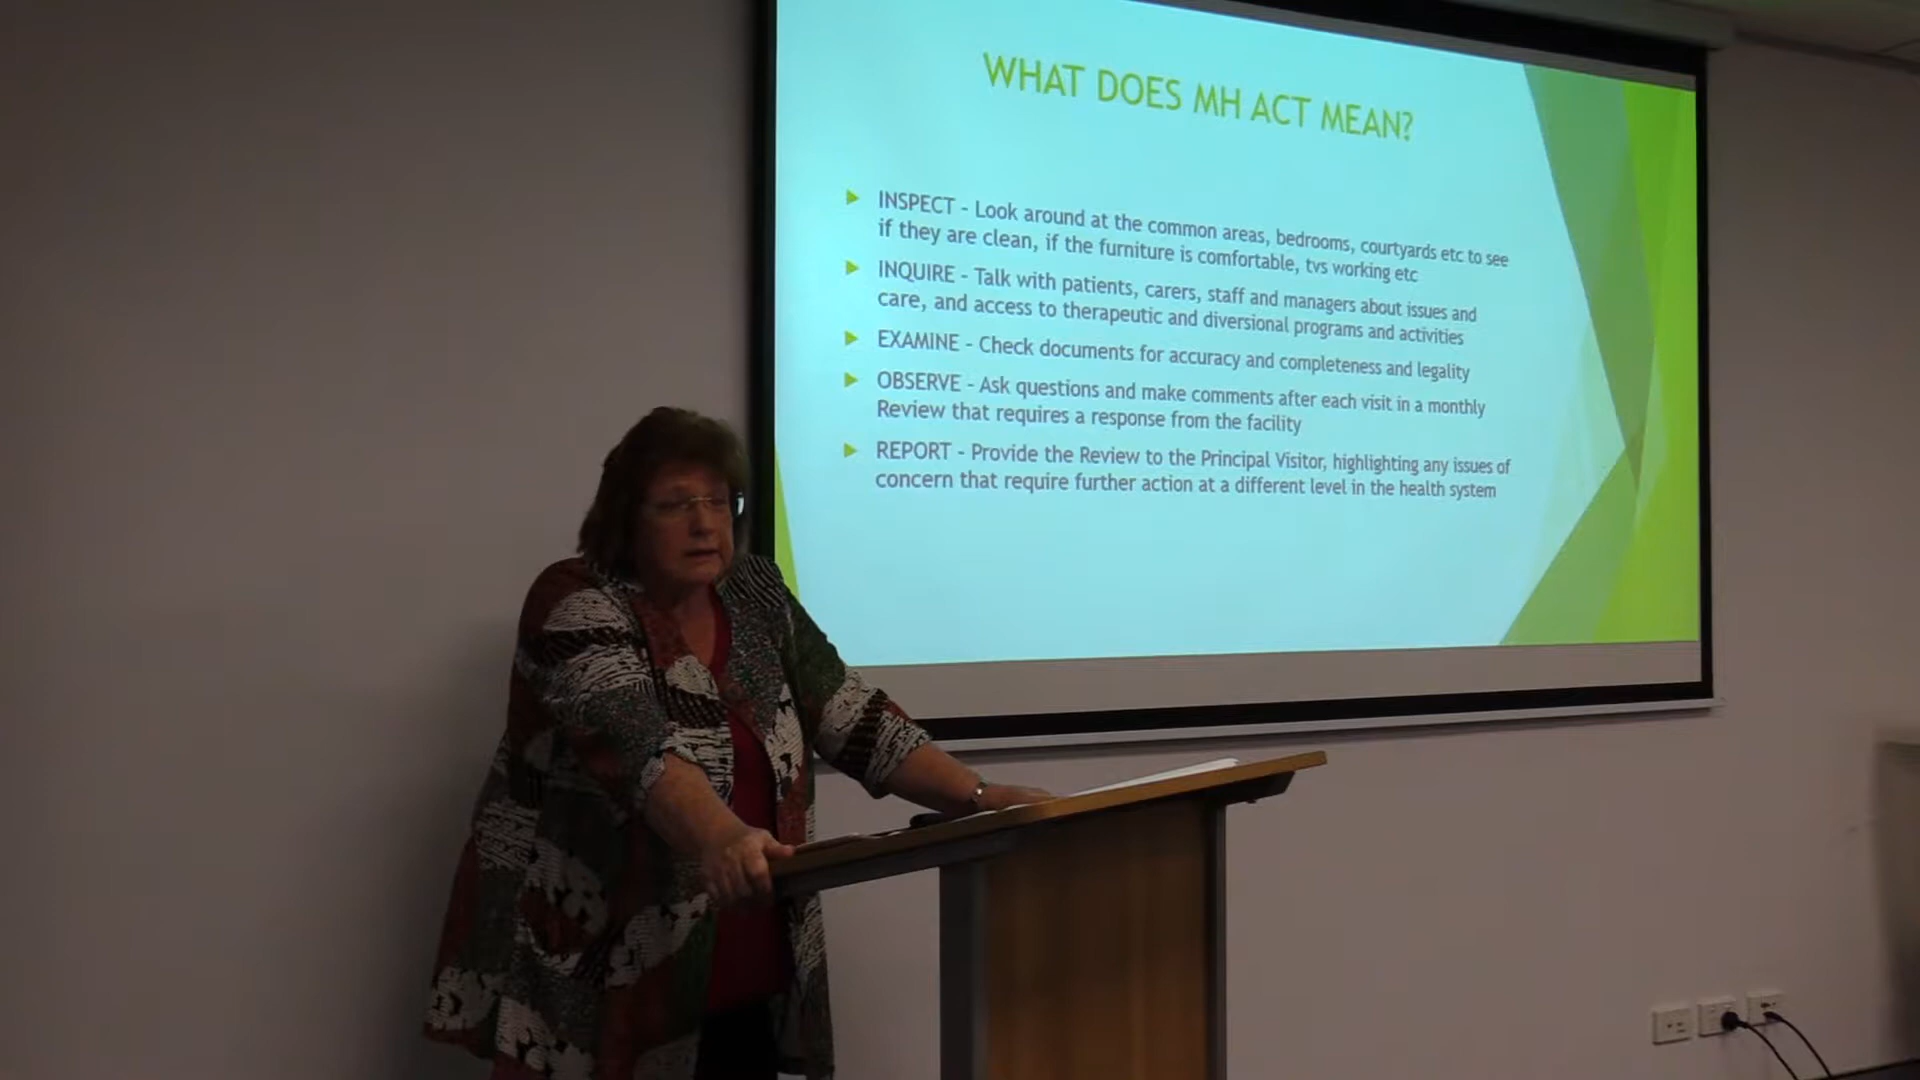 WHAT DOES MH ACT MEAN?
INSPECT - Look around at the common areas, bedrooms, courtyards etc to see
if they are clean, if the furniture is comfortable, tvs working etc
INQUIRE - Talk with patients, carers, staff and managers about issues and
care, and access to therapeutic and diversional programs and activities
EXAMINE - Check documents for accuracy and completeness and legality
OBSERVE - Ask questions and make comments after each visit in a monthly
Review that requires a response from the facility
REPORT - Provide the Review to the Principal Visitor, highlighting any issues of
concern that require further action at a different level in the health system